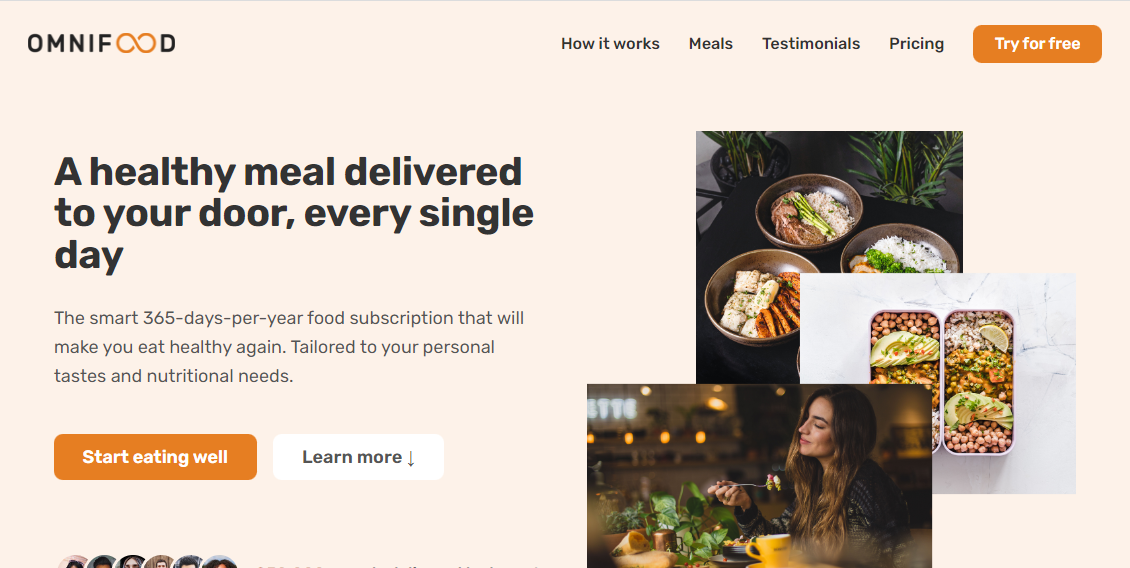 OMNIFOOD
How it works Meals Testimonials Pricing Try for free
A healthy meal delivered
to your door, every single
day
The smart 365-days-per-year food subscription that will
make you eat healthy again. Tailored to your personal
tastes and nutritional needs.
Start eating well Learn more ↓